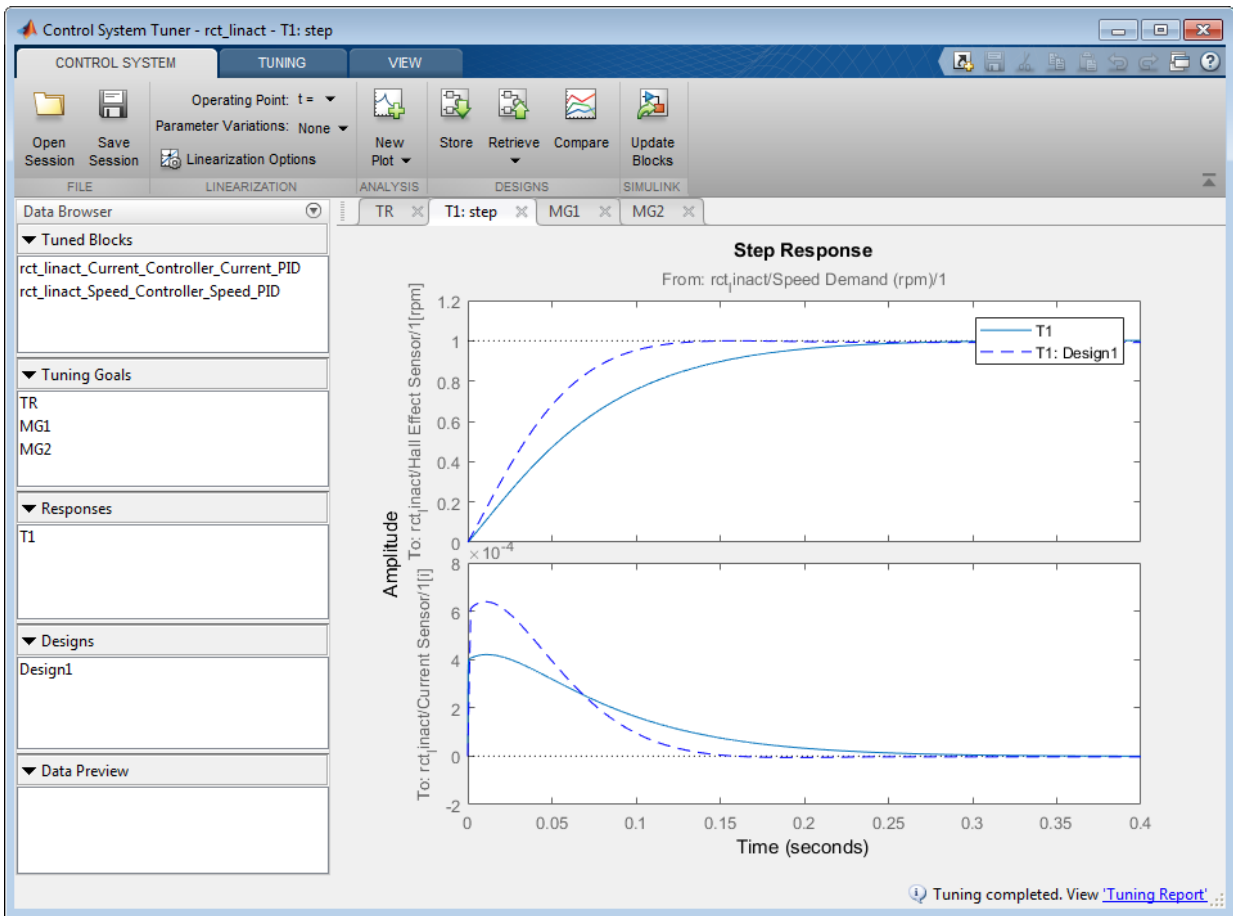 Control System Tuner - rct_linact - T1: step
CONTROL SYSTEM TUNING VIEW
Open Session
Save Session
FILE
Operating Point: t =
Parameter Variations: None
Linearization Options
LINEARIZATION
New Plot
ANALYSIS
Store
Retrieve
Compare
DESIGNS
Update Blocks
SIMULINK
Data Browser
Tuned Blocks
rct_linact_Current_Controller_Current_PID
rct_linact_Speed_Controller_Speed_PID
Tuning Goals
TR
MG1
MG2
Responses
T1
Designs
Design1
Data Preview
TR T1: step MG1 MG2
Step Response
From: rct_linact/Speed Demand (rpm)/1
To: rct_linact/Hall Effect Sensor/1[rpm]
1.2
1
0.8
0.6
0.4
0.2
0
T1
T1: Design1
Amplitude
To: rct_linact/Current Sensor/1[i]
×10-4
8
6
4
2
0
-2
0 0.05 0.1 0.15 0.2 0.25 0.3 0.35 0.4
Time (seconds)
Tuning completed. View 'Tuning Report'